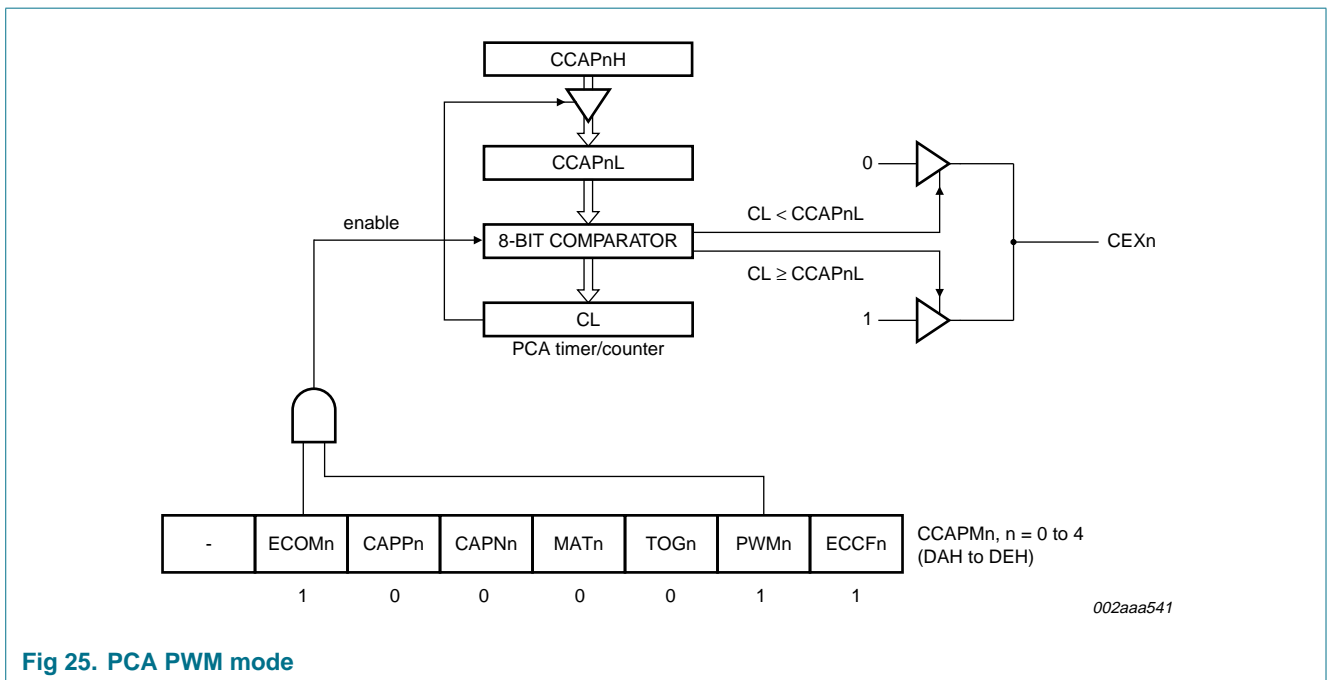 CCAPnH
CCAPnL
0
CL < CCAPnL
enable
8-BIT COMPARATOR
CEXn
CL ≥ CCAPnL
CL
1
PCA timer/counter
- ECOMn CAPPn CAPNn MATn TOGn PWMn ECCFn
CCAPMn, n = 0 to 4
(DAH to DEH)
1 0 0 0 0 1 1
002aaa541
Fig 25. PCA PWM mode